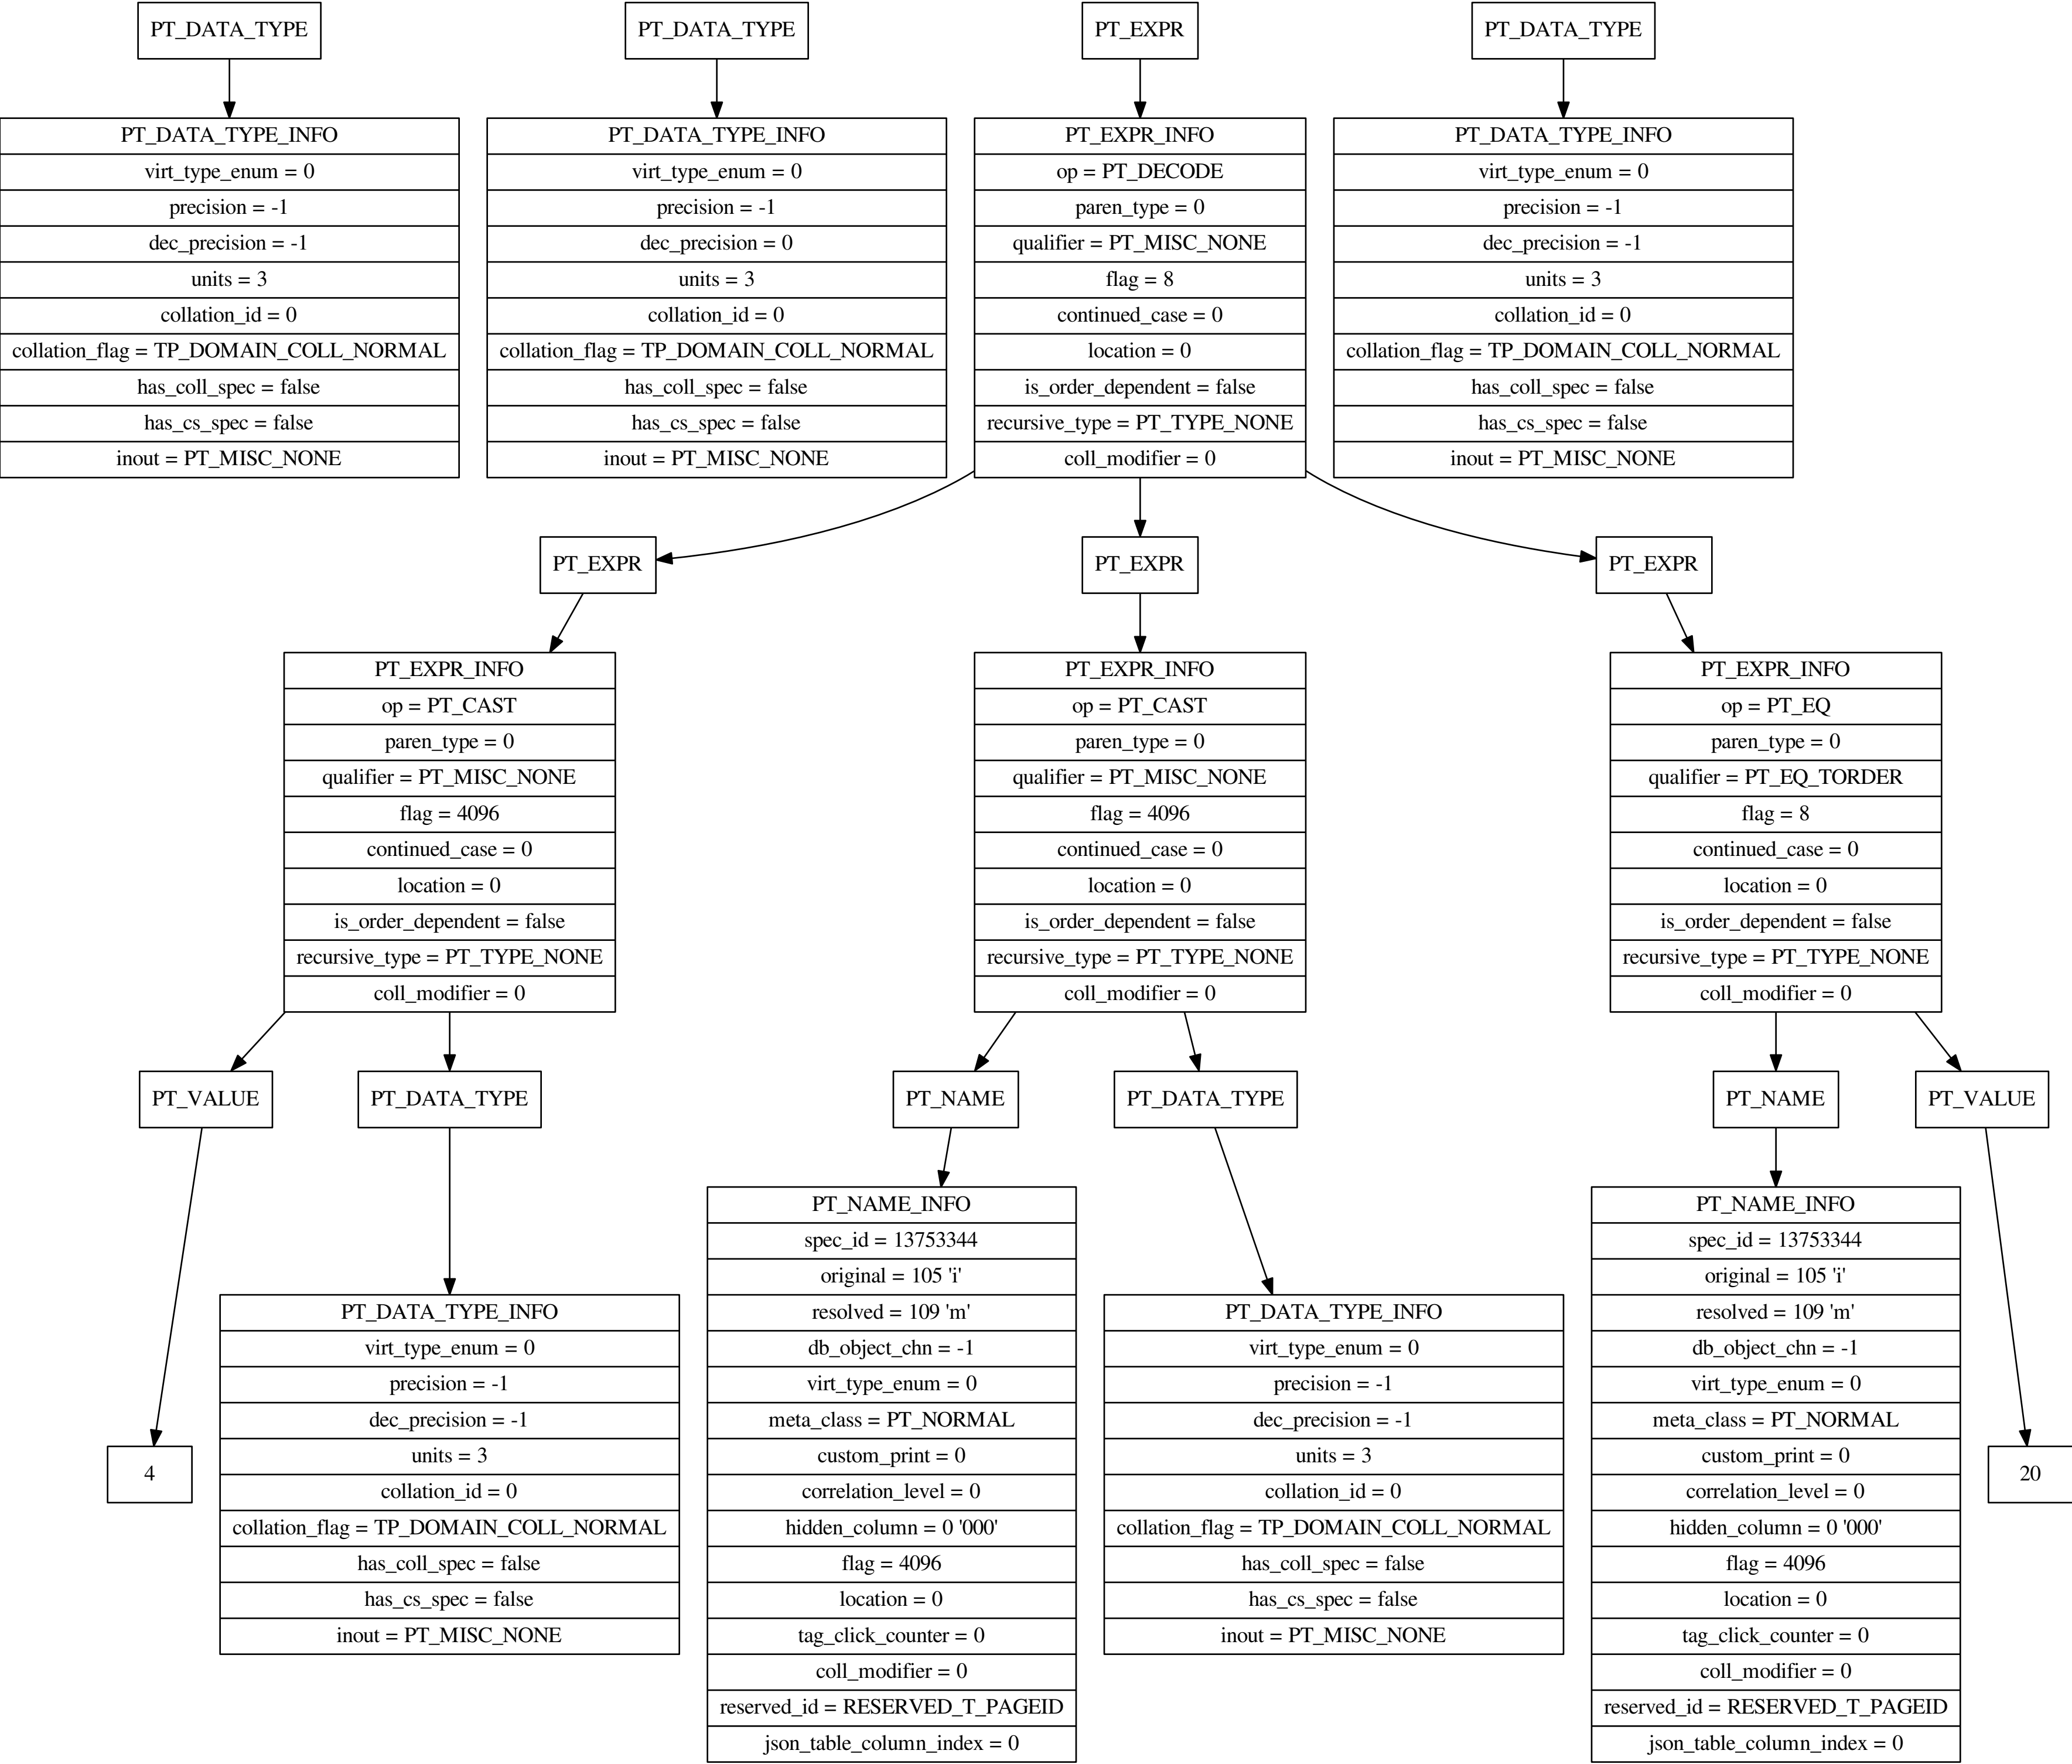 PT_DATA_TYPE
PT_DATA_TYPE
PT_EXPR
PT_DATA_TYPE
PT_DATA_TYPE_INFO
virt_type_enum = 0
precision = -1
dec_precision = -1
units = 3
collation_id = 0
collation_flag = TP_DOMAIN_COLL_NORMAL
has_coll_spec = false
has_cs_spec = false
inout = PT_MISC_NONE
PT_DATA_TYPE_INFO
virt_type_enum = 0
precision = -1
dec_precision = 0
units = 3
collation_id = 0
collation_flag = TP_DOMAIN_COLL_NORMAL
has_coll_spec = false
has_cs_spec = false
inout = PT_MISC_NONE
PT_EXPR_INFO
op = PT_DECODE
paren_type = 0
qualifier = PT_MISC_NONE
flag = 8
continued_case = 0
location = 0
is_order_dependent = false
recursive_type = PT_TYPE_NONE
coll_modifier = 0
PT_DATA_TYPE_INFO
virt_type_enum = 0
precision = -1
dec_precision = -1
units = 3
collation_id = 0
collation_flag = TP_DOMAIN_COLL_NORMAL
has_coll_spec = false
has_cs_spec = false
inout = PT_MISC_NONE
PT_EXPR
PT_EXPR
PT_EXPR
PT_EXPR_INFO
op = PT_CAST
paren_type = 0
qualifier = PT_MISC_NONE
flag = 4096
continued_case = 0
location = 0
is_order_dependent = false
recursive_type = PT_TYPE_NONE
coll_modifier = 0
PT_EXPR_INFO
op = PT_CAST
paren_type = 0
qualifier = PT_MISC_NONE
flag = 4096
continued_case = 0
location = 0
is_order_dependent = false
recursive_type = PT_TYPE_NONE
coll_modifier = 0
PT_EXPR_INFO
op = PT_EQ
paren_type = 0
qualifier = PT_EQ_TORDER
flag = 8
continued_case = 0
location = 0
is_order_dependent = false
recursive_type = PT_TYPE_NONE
coll_modifier = 0
PT_VALUE
PT_DATA_TYPE
PT_NAME
PT_DATA_TYPE
PT_NAME
PT_VALUE
4
PT_DATA_TYPE_INFO
virt_type_enum = 0
precision = -1
dec_precision = -1
units = 3
collation_id = 0
collation_flag = TP_DOMAIN_COLL_NORMAL
has_coll_spec = false
has_cs_spec = false
inout = PT_MISC_NONE
PT_NAME_INFO
spec_id = 13753344
original = 105 'i'
resolved = 109 'm'
db_object_chn = -1
virt_type_enum = 0
meta_class = PT_NORMAL
custom_print = 0
correlation_level = 0
hidden_column = 0 '000'
flag = 4096
location = 0
tag_click_counter = 0
coll_modifier = 0
reserved_id = RESERVED_T_PAGEID
json_table_column_index = 0
PT_DATA_TYPE_INFO
virt_type_enum = 0
precision = -1
dec_precision = -1
units = 3
collation_id = 0
collation_flag = TP_DOMAIN_COLL_NORMAL
has_coll_spec = false
has_cs_spec = false
inout = PT_MISC_NONE
PT_NAME_INFO
spec_id = 13753344
original = 105 'i'
resolved = 109 'm'
db_object_chn = -1
virt_type_enum = 0
meta_class = PT_NORMAL
custom_print = 0
correlation_level = 0
hidden_column = 0 '000'
flag = 4096
location = 0
tag_click_counter = 0
coll_modifier = 0
reserved_id = RESERVED_T_PAGEID
json_table_column_index = 0
20